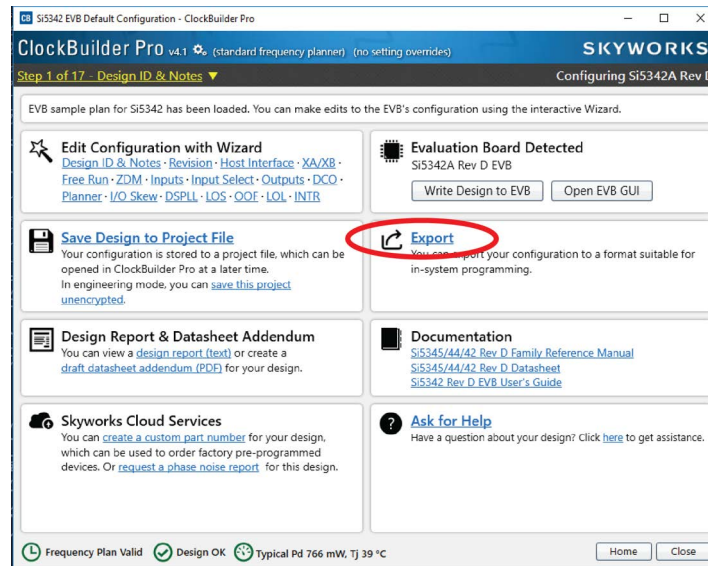 CB Si5342 EVB Default Configuration - ClockBuilder Pro
ClockBuilder Pro v4.1 (standard frequency planner) (no setting overrides) SKYWORKS
Step 1 of 17 - Design ID & Notes ▼ Configuring Si5342A Rev D
EVB sample plan for Si5342 has been loaded. You can make edits to the EVB's configuration using the interactive Wizard.
Edit Configuration with Wizard
Design ID & Notes · Revision · Host Interface · XA/XB ·
Free Run · ZDM · Inputs · Input Select · Outputs · DCO ·
Planner · I/O Skew · DSPLL · LOS · OOF · LOL · INTR
Evaluation Board Detected
Si5342A Rev D EVB
Write Design to EVB Open EVB GUI
Save Design to Project File
Your configuration is stored to a project file, which can be
opened in ClockBuilder Pro at a later time.
In engineering mode, you can save this project
unencrypted.
Export
You can export your configuration to a format suitable for
in-system programming.
Design Report & Datasheet Addendum
You can view a design report (text) or create a
draft datasheet addendum (PDF) for your design.
Documentation
Si5345/44/42 Rev D Family Reference Manual
Si5345/44/42 Rev D Datasheet
Si5342 Rev D EVB User's Guide
Skyworks Cloud Services
You can create a custom part number for your design,
which can be used to order factory pre-programmed
devices. Or request a phase noise report for this design.
Ask for Help
Have a question about your design? Click here to get assistance.
Frequency Plan Valid Design OK Typical Pd 766 mW, Tj 39 °C Home Close